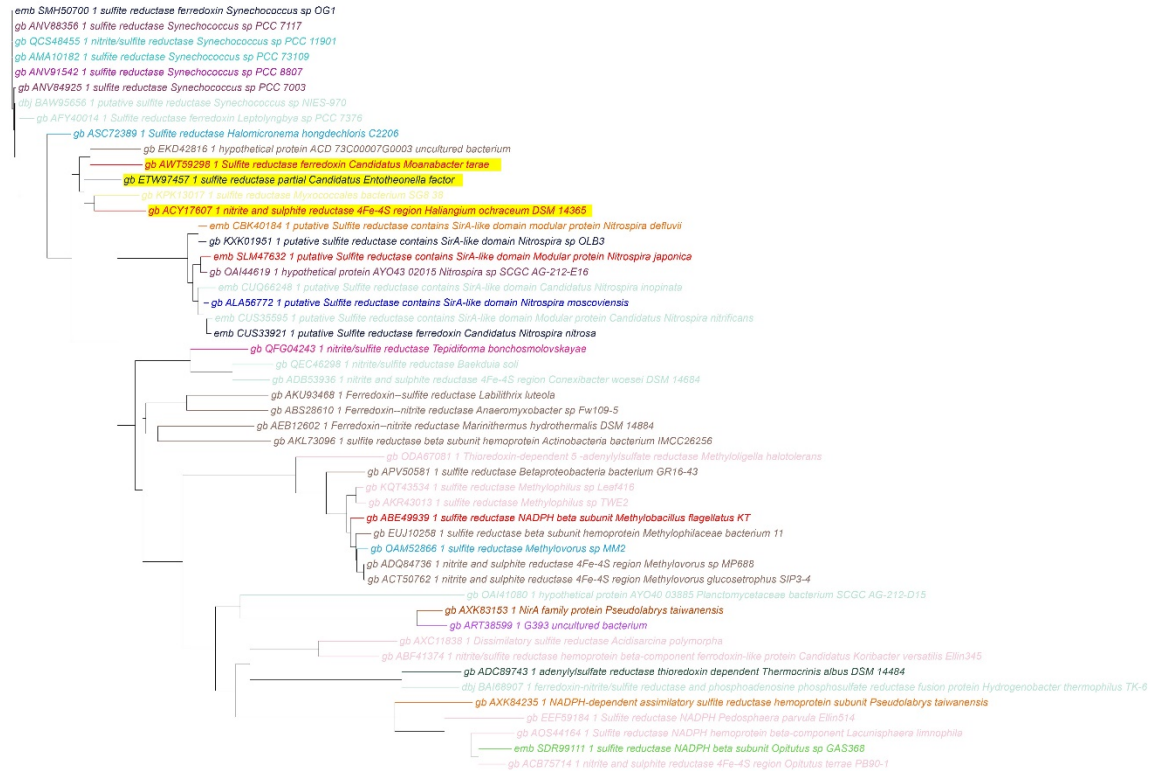 emb SMH50700 1 sulfite reductase ferredoxin Synechococcus sp OG1
gb ANV88356 1 sulfite reductase Synechococcus sp PCC 7117
gb QCS48455 1 nitrite/sulfite reductase Synechococcus sp PCC 11901
gb AMA10182 1 sulfite reductase Synechococcus sp PCC 73109
gb ANV91542 1 sulfite reductase Synechococcus sp PCC 8807
gb ANV84925 1 sulfite reductase Synechococcus sp PCC 7003
dbj BAW95656 1 putative sulfite reductase Synechococcus sp NIES-970
gb AFY40014 1 Sulfite reductase ferredoxin Leptolyngbya sp PCC 7376
gb ASC72389 1 Sulfite reductase Halomicronema hongdechloris C2206
gb EKD42816 1 hypothetical protein ACD 73C00007G0003 uncultured bacterium
gb AWT59298 1 Sulfite reductase ferredoxin Candidatus Moanabacter tarae
gb ETW97457 1 sulfite reductase partial Candidatus Entotheonella factor
gb KPK13017 1 sulfite reductase Myxococcales bacterium SG8 38
gb ACY17607 1 nitrite and sulphite reductase 4Fe-4S region Haliangium ochraceum DSM 14365
emb CBK40184 1 putative Sulfite reductase contains SirA-like domain modular protein Nitrospira defluvii
gb KXK01951 1 putative sulfite reductase contains SirA-like domain Nitrospira sp OLB3
emb SLM47632 1 putative Sulfite reductase contains SirA-like domain Modular protein Nitrospira japonica
gb OAI44619 1 hypothetical protein AYO43 02015 Nitrospira sp SCGC AG-212-E16
emb CUQ66248 1 putative Sulfite reductase contains SirA-like domain Candidatus Nitrospira inopinata
gb ALA56772 1 putative Sulfite reductase contains SirA-like domain Nitrospira moscoviensis
emb CUS35595 1 putative Sulfite reductase contains SirA-like domain Modular protein Candidatus Nitrospira nitrificans
emb CUS33921 1 putative Sulfite reductase ferredoxin Candidatus Nitrospira nitrosa
gb QFG04243 1 nitrite/sulfite reductase Tepidiforma bonchosmolovskayae
gb QEC46298 1 nitrite/sulfite reductase Baekduia soli
gb ADB53936 1 nitrite and sulphite reductase 4Fe-4S region Conexibacter woesei DSM 14684
gb AKU93468 1 Ferredoxin--sulfite reductase Labilithrix luteola
gb ABS28610 1 Ferredoxin--nitrite reductase Anaeromyxobacter sp Fw109-5
gb AEB12602 1 Ferredoxin--nitrite reductase Marinithermus hydrothermalis DSM 14884
gb AKL73096 1 sulfite reductase beta subunit hemoprotein Actinobacteria bacterium IMCC26256
gb ODA67081 1 Thioredoxin-dependent 5 -adenylylsulfate reductase Methyloligella halotolerans
gb APV50581 1 sulfite reductase Betaproteobacteria bacterium GR16-43
gb KQT43534 1 sulfite reductase Methylophilus sp Leaf416
gb AKR43013 1 sulfite reductase Methylophilus sp TWE2
gb ABE49939 1 sulfite reductase NADPH beta subunit Methylobacillus flagellatus KT
gb EUJ10258 1 sulfite reductase beta subunit hemoprotein Methylophilaceae bacterium 11
gb OAM52866 1 sulfite reductase Methylovorus sp MM2
gb ADQ84736 1 nitrite and sulphite reductase 4Fe-4S region Methylovorus sp MP688
gb ACT50762 1 nitrite and sulphite reductase 4Fe-4S region Methylovorus glucosetrophus SIP3-4
gb OAI41080 1 hypothetical protein AYO40 03885 Planctomycetaceae bacterium SCGC AG-212-D15
gb AXK83153 1 NirA family protein Pseudolabrys taiwanensis
gb ART38599 1 G393 uncultured bacterium
gb AXC11838 1 Dissimilatory sulfite reductase Acidisarcina polymorpha
gb ABF41374 1 nitrite/sulfite reductase hemoprotein beta-component ferrodoxin-like protein Candidatus Koribacter versatilis Ellin345
gb ADC89743 1 adenylylsulfate reductase thioredoxin dependent Thermocrinis albus DSM 14484
dbj BAI68907 1 ferredoxin-nitrite/sulfite reductase and phosphoadenosine phosphosulfate reductase fusion protein Hydrogenobacter thermophilus TK-6
gb AXK84235 1 NADPH-dependent assimilatory sulfite reductase hemoprotein subunit Pseudolabrys taiwanensis
gb EEF59184 1 Sulfite reductase NADPH Pedosphaera parvula Ellin514
gb AOS44164 1 Sulfite reductase NADPH hemoprotein beta-component Lacunisphaera limnophila
emb SDR99111 1 sulfite reductase NADPH beta subunit Opitutus sp GAS368
gb ACB75714 1 nitrite and sulphite reductase 4Fe-4S region Opitutus terrae PB90-1